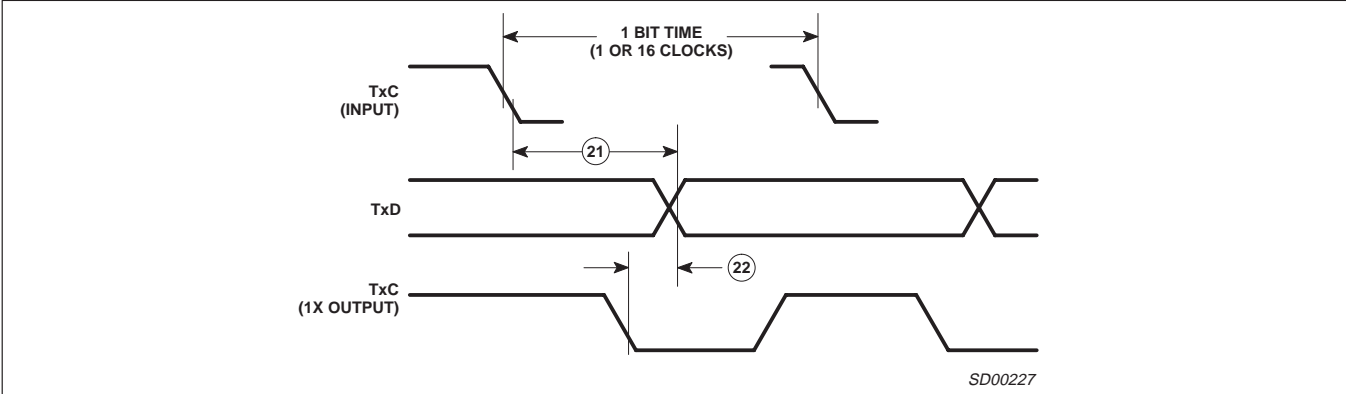 1 BIT TIME
(1 OR 16 CLOCKS)
TxC
(INPUT)
21
TxD
22
TxC
(1X OUTPUT)
SD00227